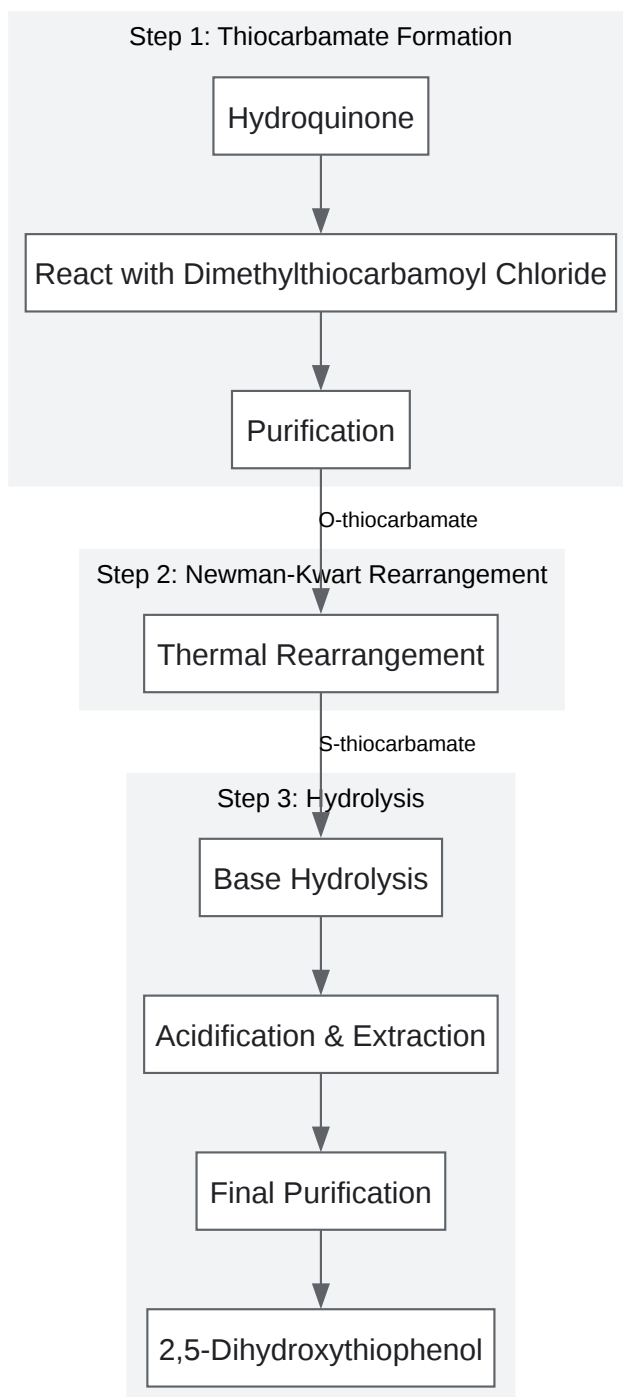 Step 1: Thiocarbamate Formation
Hydroquinone
React with Dimethylthiocarbamoyl Chloride
Purification
O-thiocarbamate
Step 2: Newman-Kwart Rearrangement
Thermal Rearrangement
S-thiocarbamate
Step 3: Hydrolysis
Base Hydrolysis
Acidification & Extraction
Final Purification
2,5-Dihydroxythiophenol